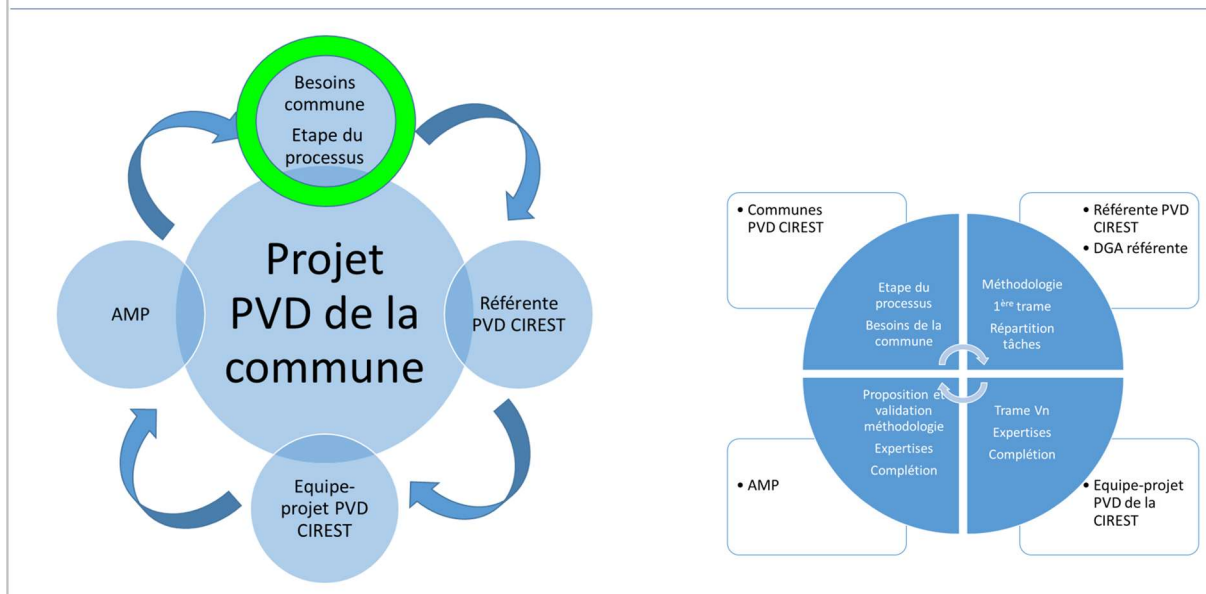 Besoins
commune
Etape du
processus
Projet
PVD de la
commune
AMP
Référente
PVD CIREST
Equipe-
projet PVD
CIREST
• Communes
PVD CIREST
• Référente PVD
CIREST
• DGA référente
Etape du
processus
Besoins de la
commune
Méthodologie
1ère trame
Répartition
tâches
Proposition et
validation
méthodologie
Expertises
Complétion
Trame Vn
Expertises
Complétion
• AMP
• Equipe-projet
PVD de la
CIREST